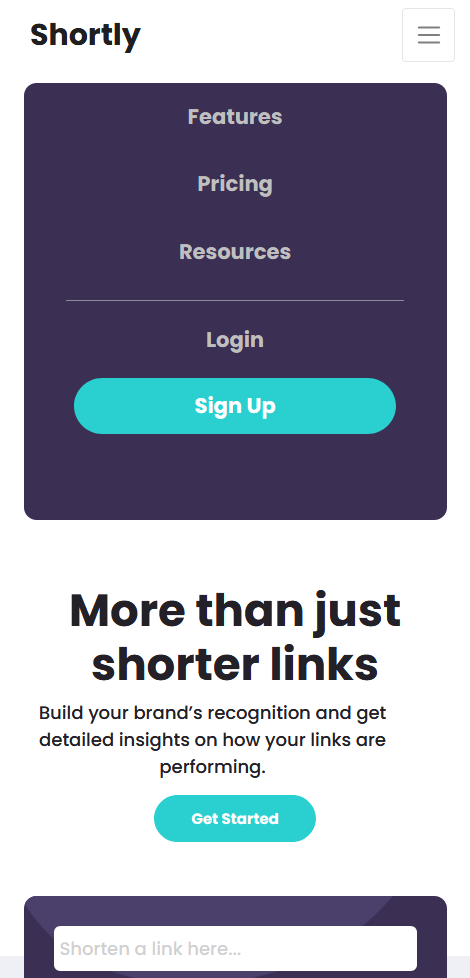 Shortly
Features
Pricing
Resources
Login
Sign Up
More than just
shorter links
Build your brand’s recognition and get
detailed insights on how your links are
performing.
Get Started
Shorten a link here...